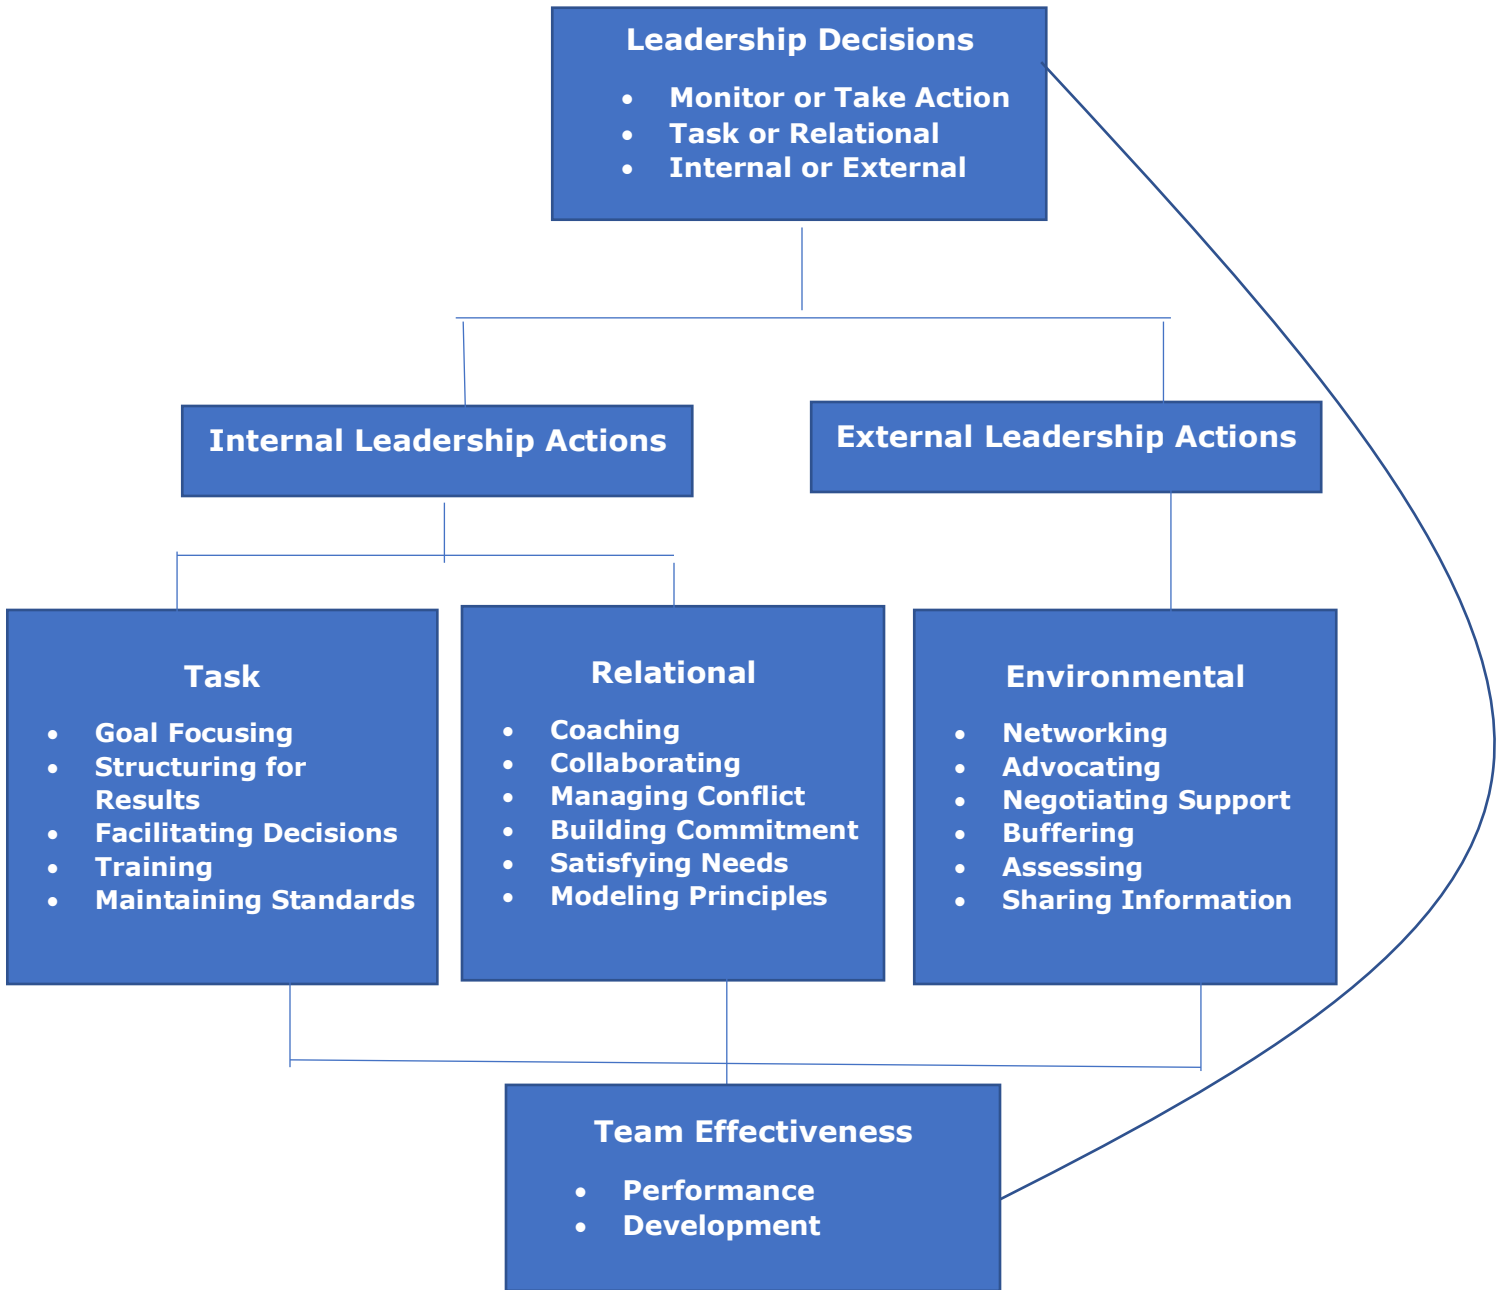 Leadership Decisions
• Monitor or Take Action
• Task or Relational
• Internal or External
Internal Leadership Actions
External Leadership Actions
Task
• Goal Focusing
• Structuring for
Results
• Facilitating Decisions
• Training
• Maintaining Standards
Relational
• Coaching
• Collaborating
• Managing Conflict
• Building Commitment
• Satisfying Needs
• Modeling Principles
Environmental
• Networking
• Advocating
• Negotiating Support
• Buffering
• Assessing
• Sharing Information
Team Effectiveness
• Performance
• Development